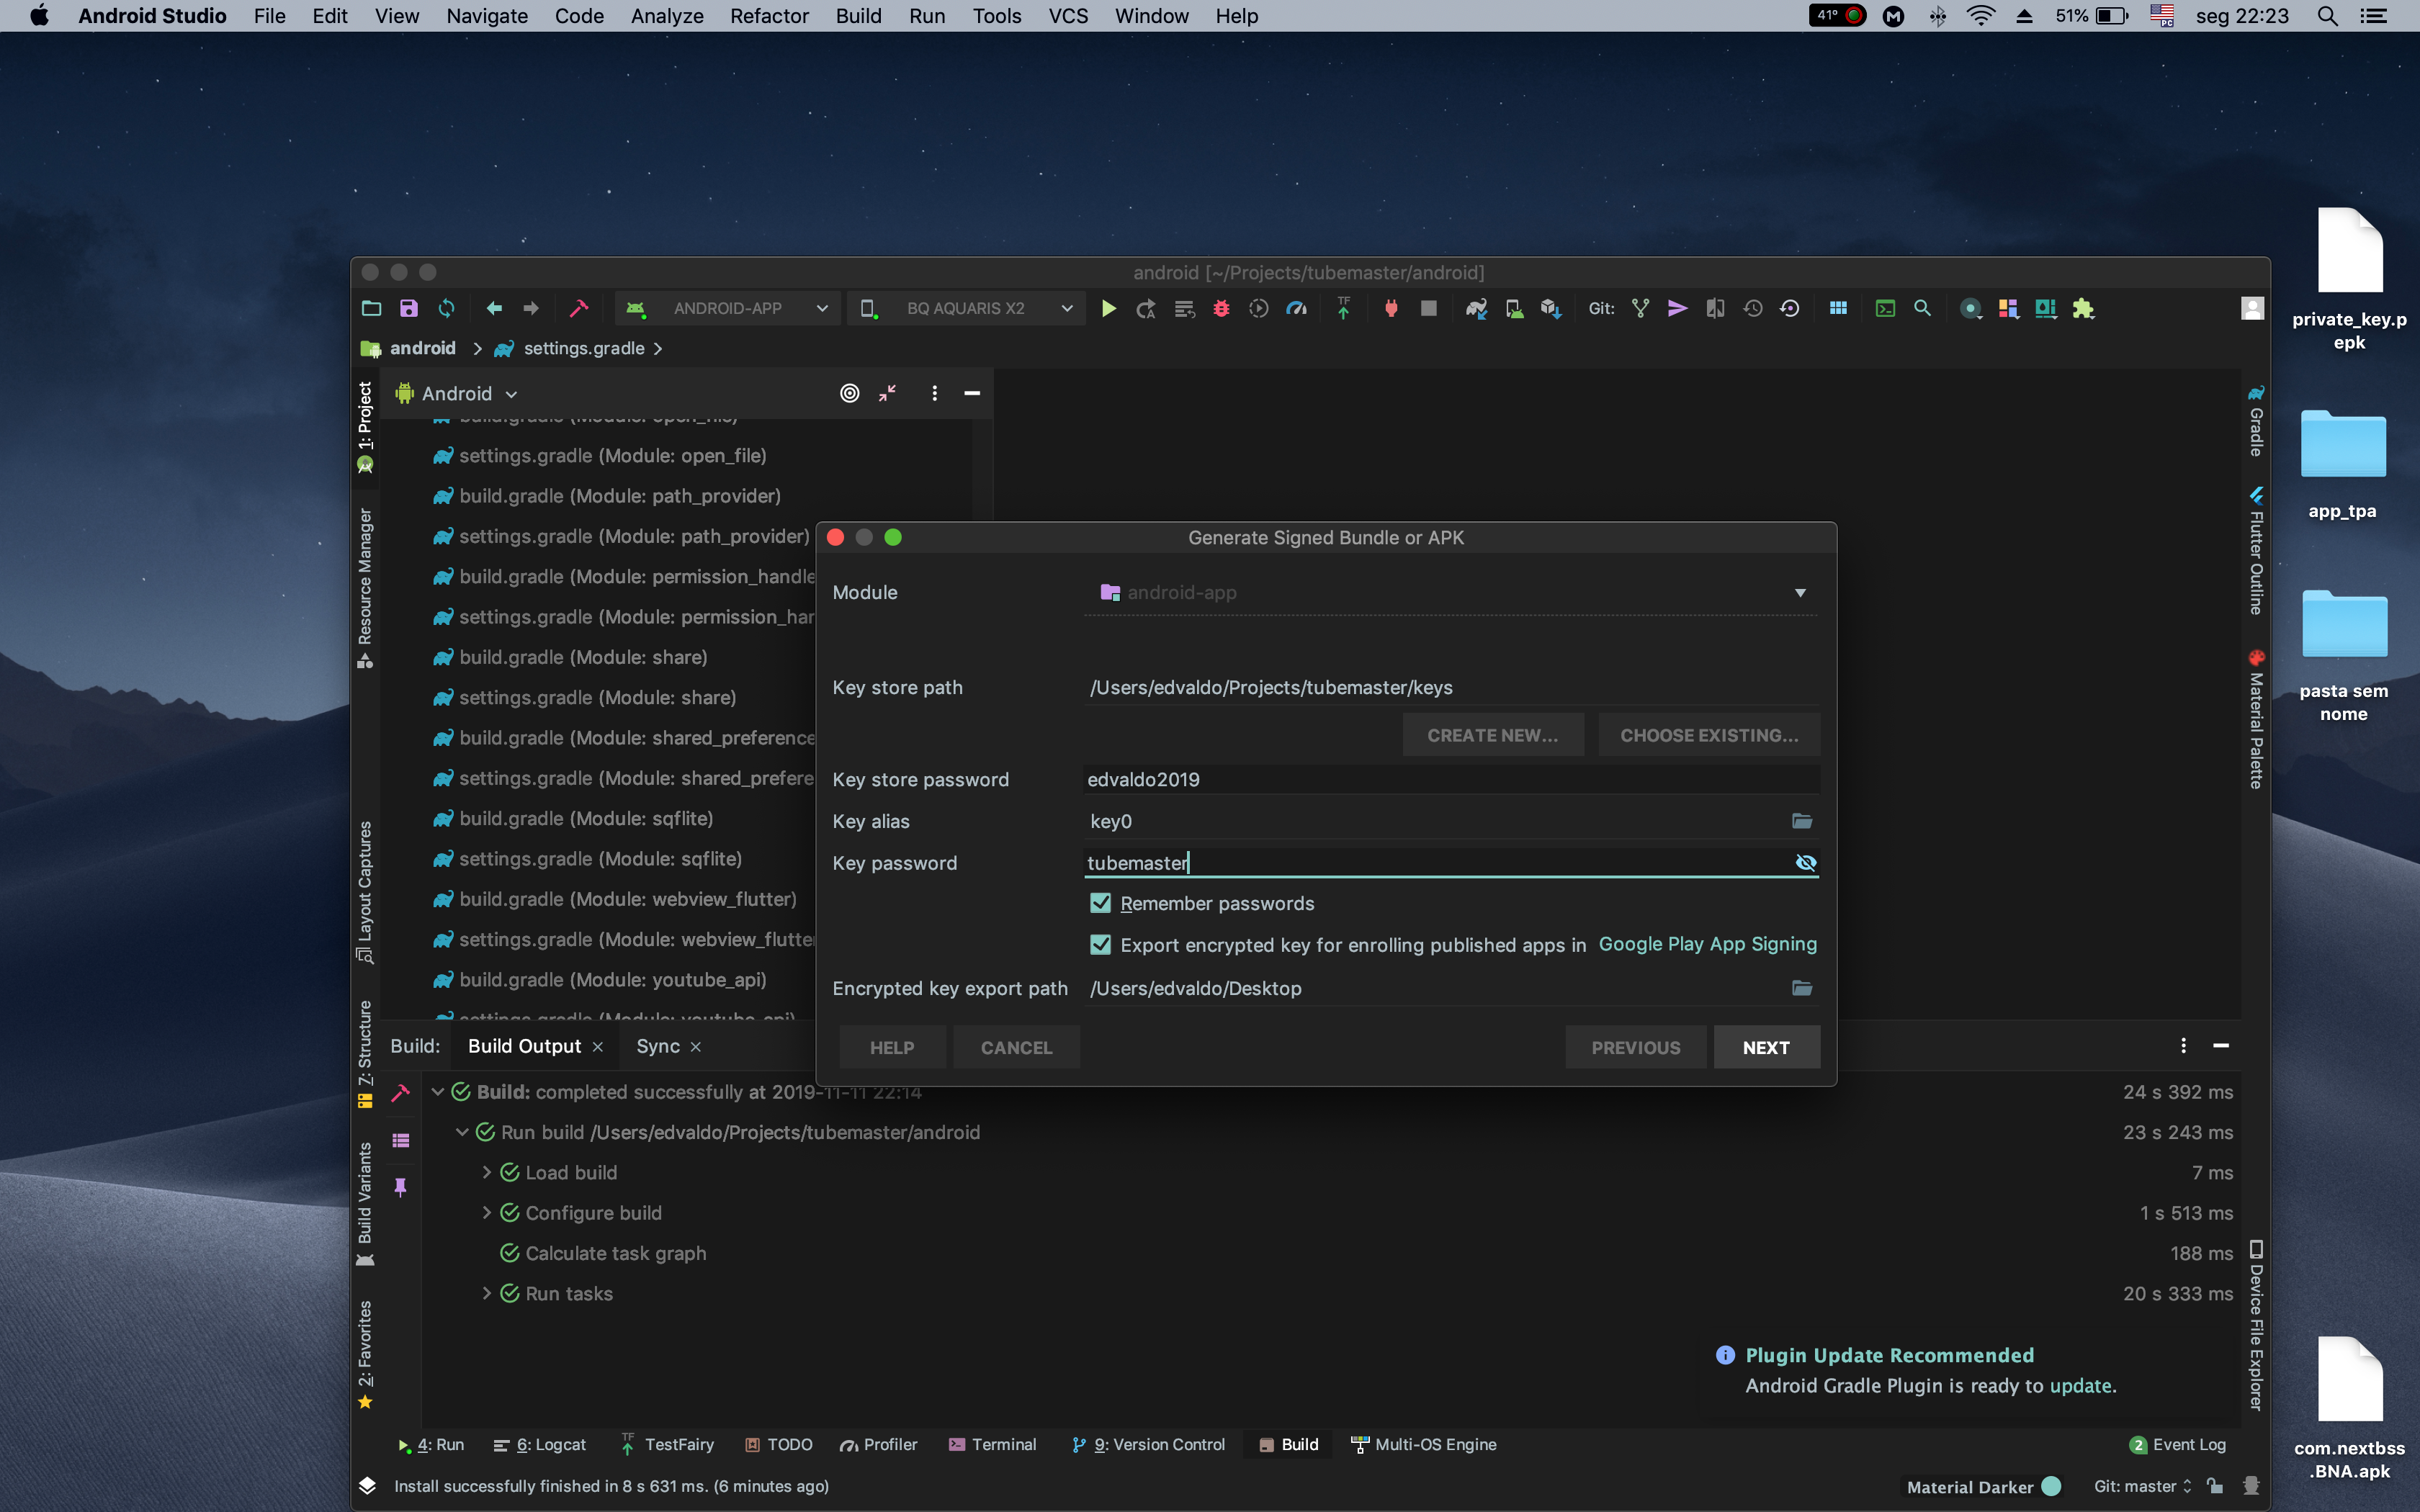 Android Studio File Edit View Navigate Code Analyze Refactor Build Run Tools VCS Window Help
41° 51% seg 22:23
private_key.p
epk
app_tpa
pasta sem
nome
com.nextbss
.BNA.apk
android [~/Projects/tubemaster/android]
ANDROID-APP BQ AQUARIS X2 Git:
android settings.gradle
1: Project
Resource Manager
Layout Captures
Z: Structure
Build Variants
2: Favorites
Android
build.gradle (Module: open_file)
settings.gradle (Module: open_file)
build.gradle (Module: path_provider)
settings.gradle (Module: path_provider)
build.gradle (Module: permission_handle
settings.gradle (Module: permission_har
build.gradle (Module: share)
settings.gradle (Module: share)
build.gradle (Module: shared_preference
settings.gradle (Module: shared_prefere
build.gradle (Module: sqflite)
settings.gradle (Module: sqflite)
build.gradle (Module: webview_flutter)
settings.gradle (Module: webview_flutter
build.gradle (Module: youtube_api)
settings.gradle (Module: youtube_api)
Generate Signed Bundle or APK
Module android-app
Key store path /Users/edvaldo/Projects/tubemaster/keys
CREATE NEW... CHOOSE EXISTING...
Key store password edvaldo2019
Key alias key0
Key password tubemaster
Remember passwords
Export encrypted key for enrolling published apps in Google Play App Signing
Encrypted key export path /Users/edvaldo/Desktop
HELP CANCEL PREVIOUS NEXT
Gradle
Flutter Outline
Material Palette
Device File Explorer
Build: Build Output Sync
Build: completed successfully at 2019-11-11 22:14 24 s 392 ms
Run build /Users/edvaldo/Projects/tubemaster/android 23 s 243 ms
Load build 7 ms
Configure build 1 s 513 ms
Calculate task graph 188 ms
Run tasks 20 s 333 ms
Plugin Update Recommended
Android Gradle Plugin is ready to update.
4: Run 6: Logcat TF TestFairy TODO Profiler Terminal 9: Version Control Build Multi-OS Engine 2 Event Log
Install successfully finished in 8 s 631 ms. (6 minutes ago) Material Darker Git: master